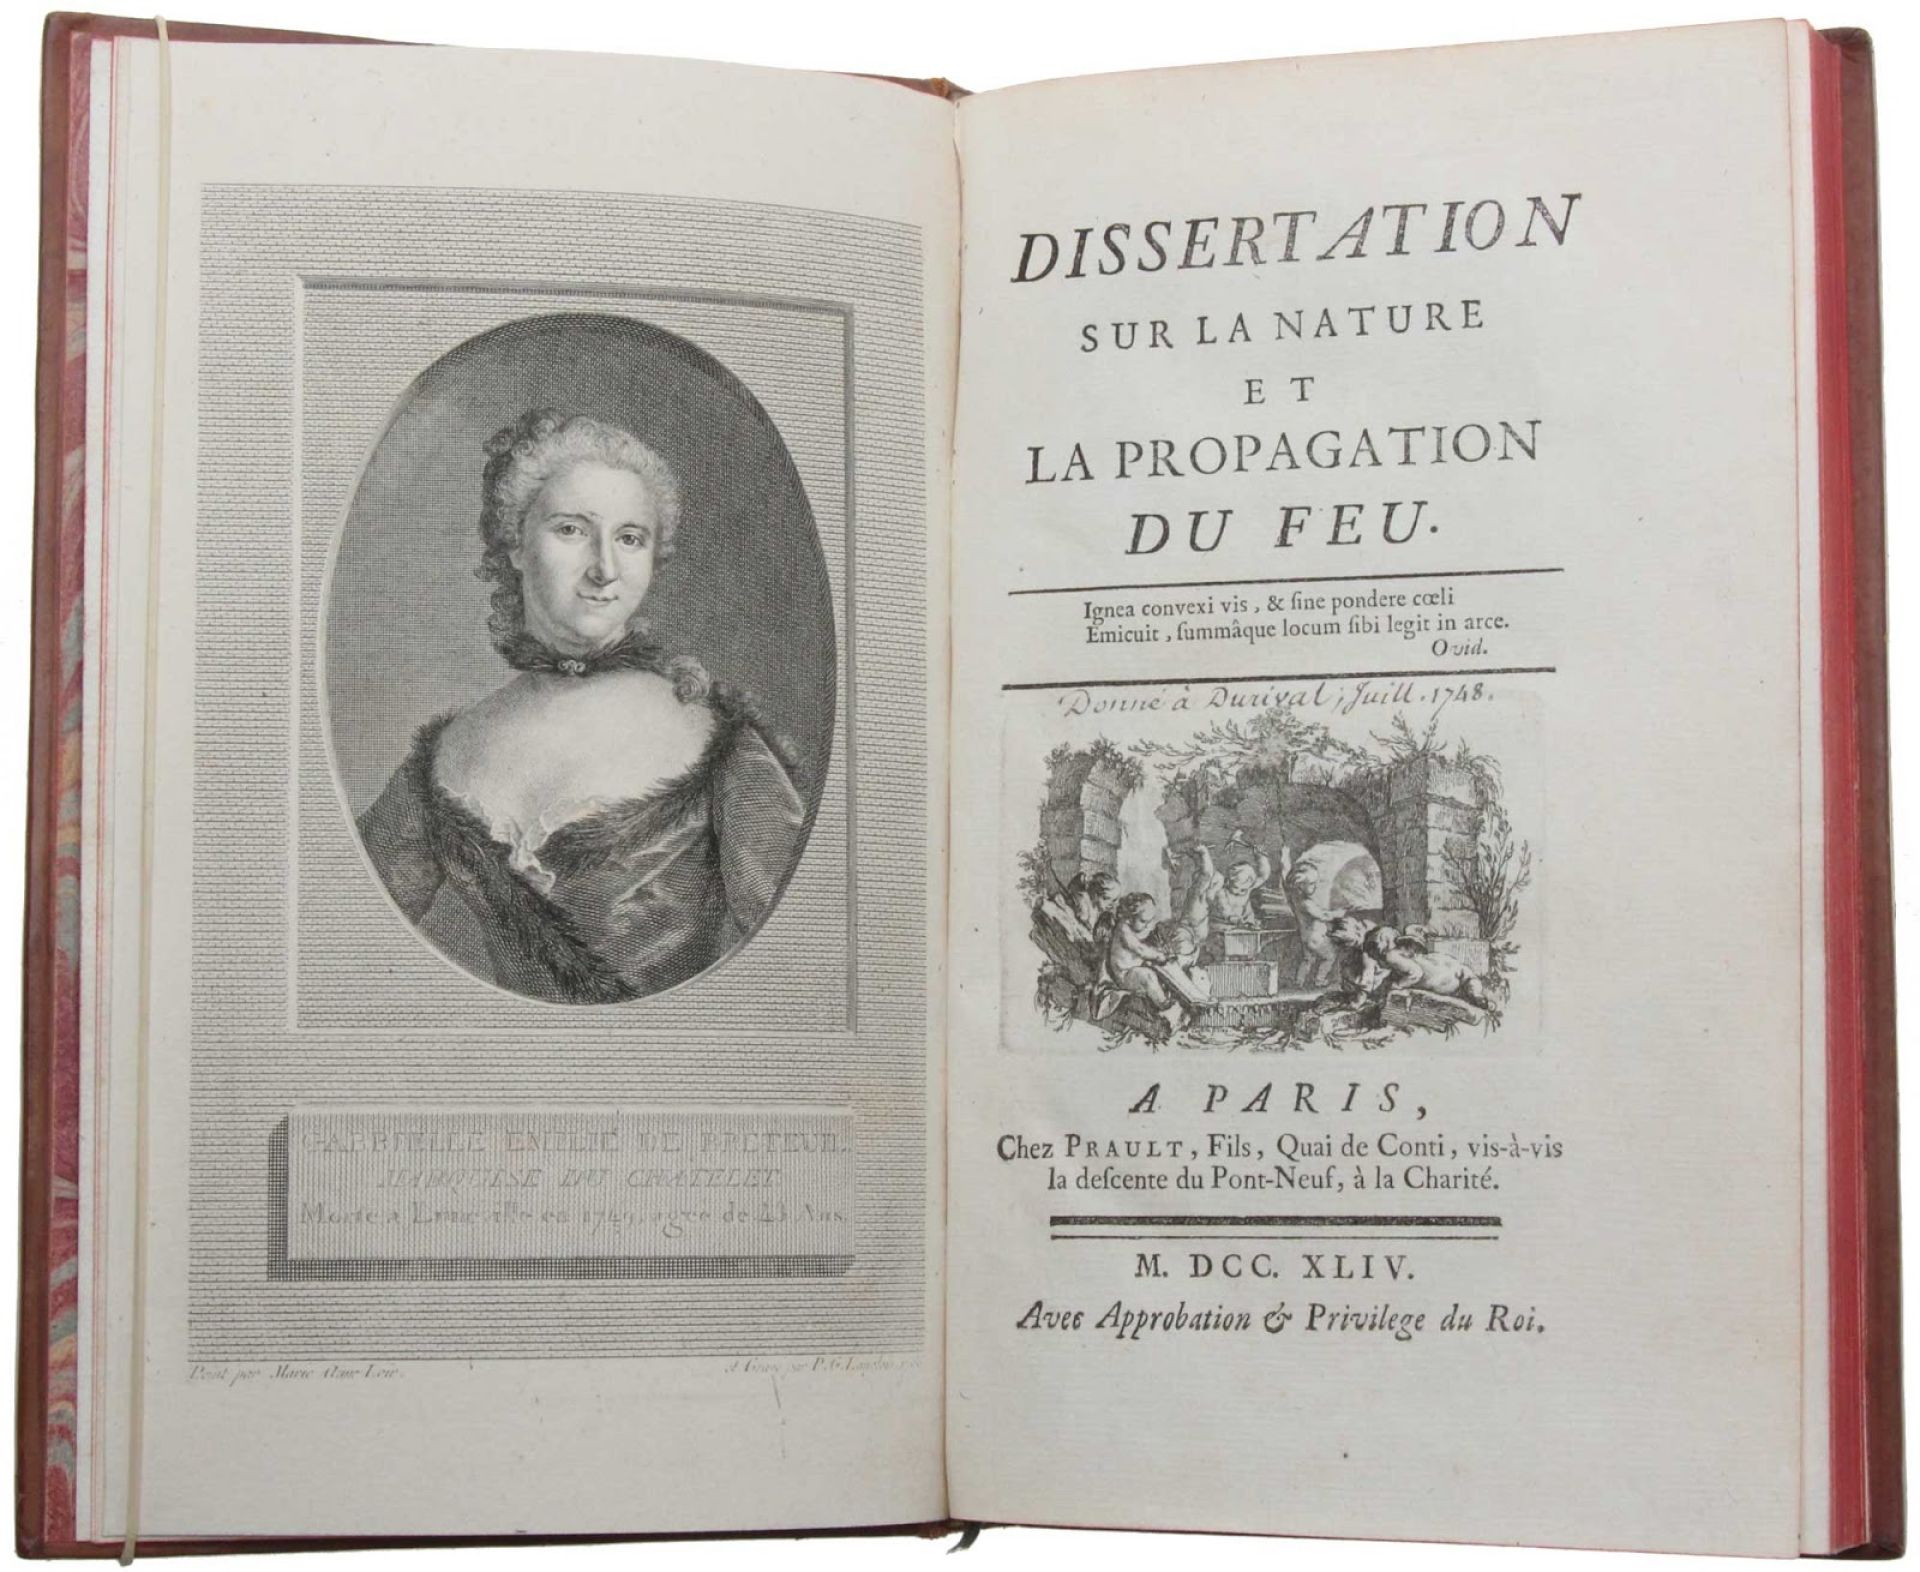 GABRIELLE EMILIE DE BRETEUIL
MARQUISE DU CHATELET
Morte a Luneville en 1749, agée de 43 Ans
Peint par Marie Anne Loir.
et Gravé par P. G. Langlois
DISSERTATION
SUR LA NATURE
ET
LA PROPAGATION
DU FEU.
Ignea convexi vis, & ſine pondere cœli
Emicuit, ſummâque locum ſibi legit in arce.
Ovid.
Donné à Durival, Juill. 1748.
A PARIS,
Chez PRAULT, Fils, Quai de Conti, vis-à-vis
la deſcente du Pont-Neuf, à la Charité.
M. DCC. XLIV.
Avec Approbation & Privilege du Roi.